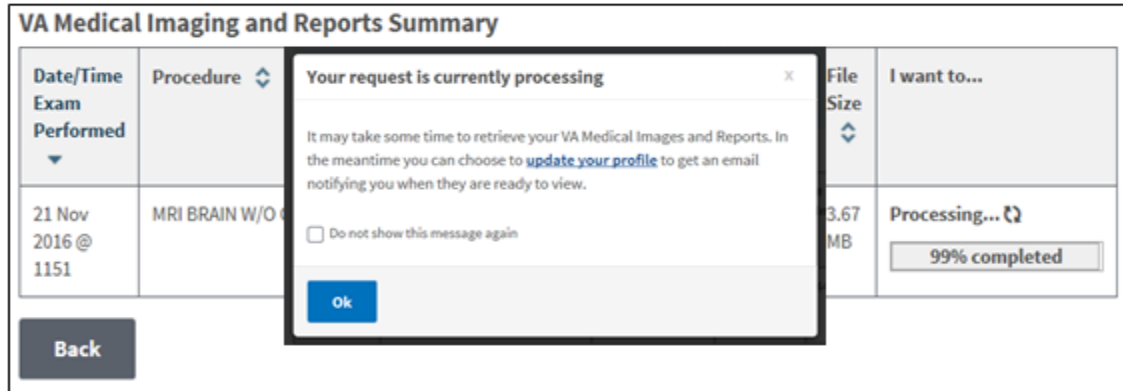 VA Medical Imaging and Reports Summary
Date/Time Exam Performed
Procedure
File Size
I want to...
21 Nov 2016 @ 1151
MRI BRAIN W/O
3.67 MB
Processing...
99% completed
Your request is currently processing
x
It may take some time to retrieve your VA Medical Images and Reports. In
the meantime you can choose to update your profile to get an email
notifying you when they are ready to view.
Do not show this message again
Ok
Back